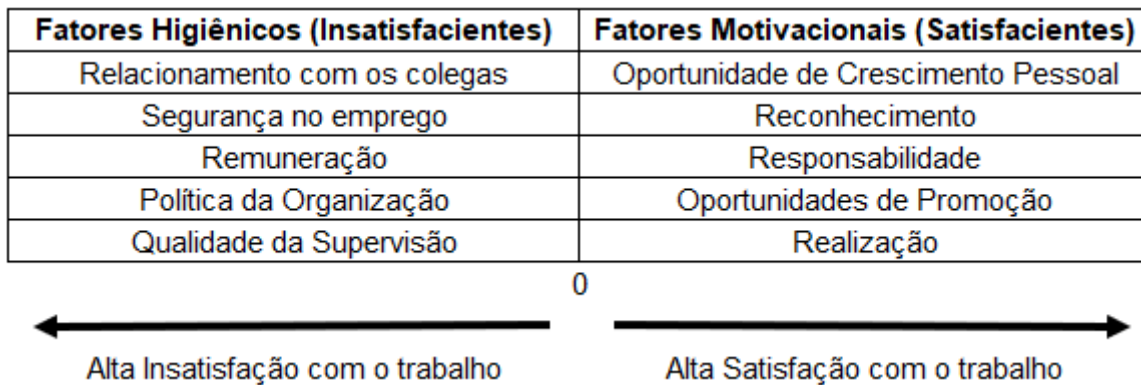 Fatores Higiênicos (Insatisfacientes) Fatores Motivacionais (Satisfacientes)
Relacionamento com os colegas Oportunidade de Crescimento Pessoal
Segurança no emprego Reconhecimento
Remuneração Responsabilidade
Política da Organização Oportunidades de Promoção
Qualidade da Supervisão Realização
0
Alta Insatisfação com o trabalho Alta Satisfação com o trabalho